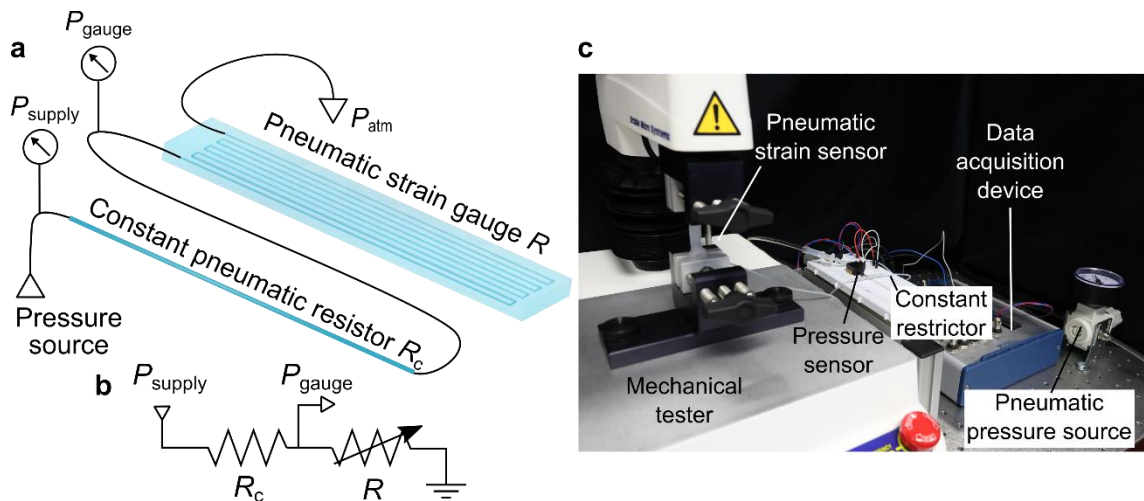 a
P_gauge
P_supply
P_atm
Pneumatic strain gauge R
Constant pneumatic resistor R_c
Pressure
source
b
P_supply
P_gauge
R_c
R
c
Pneumatic
strain sensor
Data
acquisition
device
Constant
restrictor
Pressure
sensor
Mechanical
tester
Pneumatic
pressure source